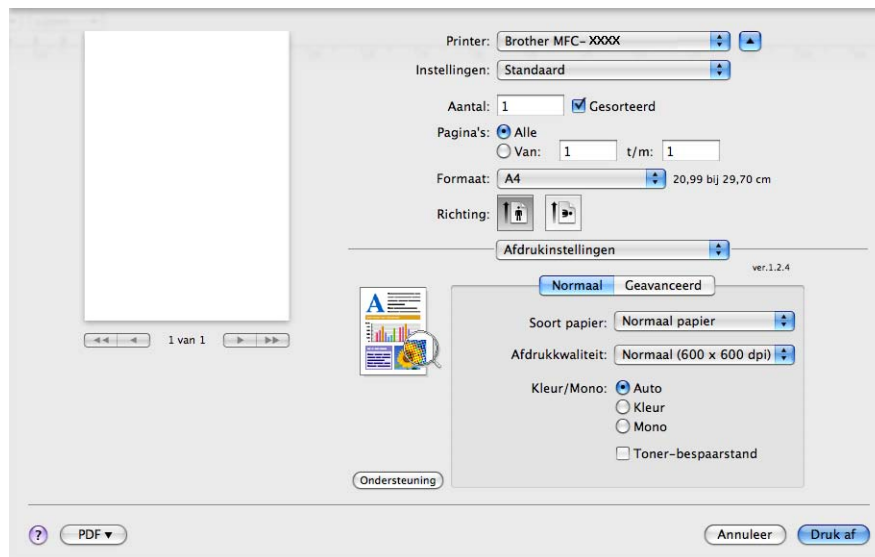 Printer: Brother MFC- XXXX
Instellingen: Standaard
Aantal: 1 Gesorteerd
Pagina's: Alle
Van: 1 t/m: 1
Formaat: A4 20,99 bij 29,70 cm
Richting:
Afdrukinstellingen
ver.1.2.4
Normaal Geavanceerd
Soort papier: Normaal papier
Afdrukkwaliteit: Normaal (600 x 600 dpi)
Kleur/Mono: Auto
Kleur
Mono
Toner-bespaarstand
1 van 1
A
Ondersteuning
? PDF Annuleer Druk af